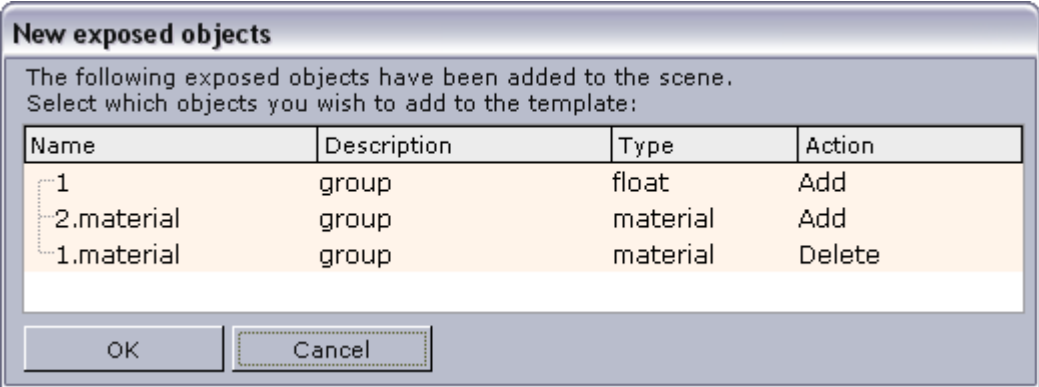 New exposed objects
The following exposed objects have been added to the scene.
Select which objects you wish to add to the template:
Name Description Type Action
1 group float Add
2.material group material Add
1.material group material Delete
OK Cancel